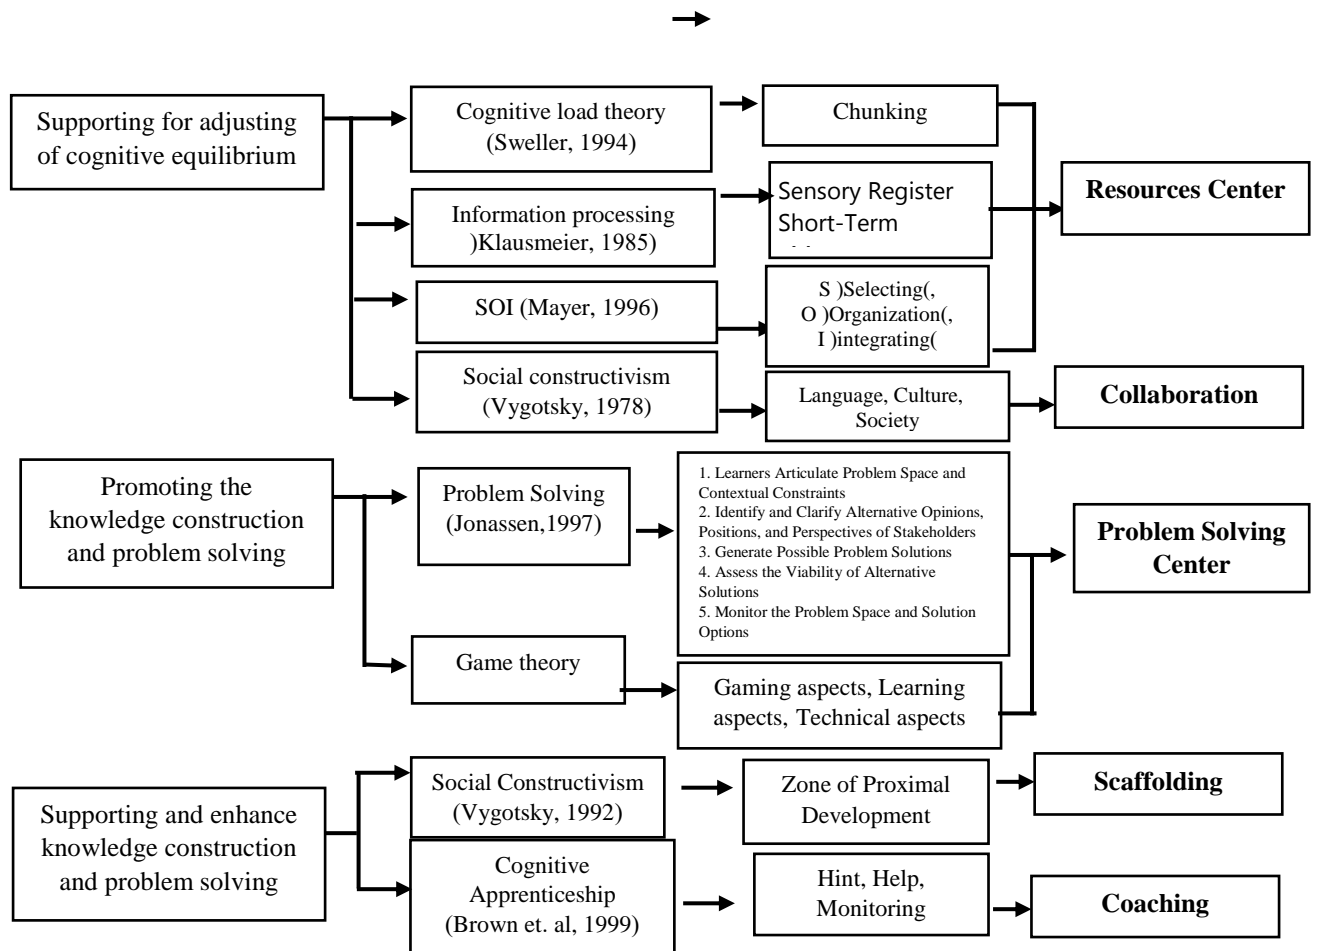 Supporting for adjusting
of cognitive equilibrium
Cognitive load theory
(Sweller, 1994)
Chunking
Information processing
)Klausmeier, 1985)
Sensory Register
Short-Term
Resources Center
SOI (Mayer, 1996)
S )Selecting(,
O )Organization(,
I )integrating(
Social constructivism
(Vygotsky, 1978)
Language, Culture,
Society
Collaboration
Promoting the
knowledge construction
and problem solving
Problem Solving
(Jonassen,1997)
1. Learners Articulate Problem Space and
Contextual Constraints
2. Identify and Clarify Alternative Opinions,
Positions, and Perspectives of Stakeholders
3. Generate Possible Problem Solutions
4. Assess the Viability of Alternative
Solutions
5. Monitor the Problem Space and Solution
Options
Problem Solving
Center
Game theory
Gaming aspects, Learning
aspects, Technical aspects
Supporting and enhance
knowledge construction
and problem solving
Social Constructivism
(Vygotsky, 1992)
Zone of Proximal
Development
Scaffolding
Cognitive
Apprenticeship
(Brown et. al, 1999)
Hint, Help,
Monitoring
Coaching